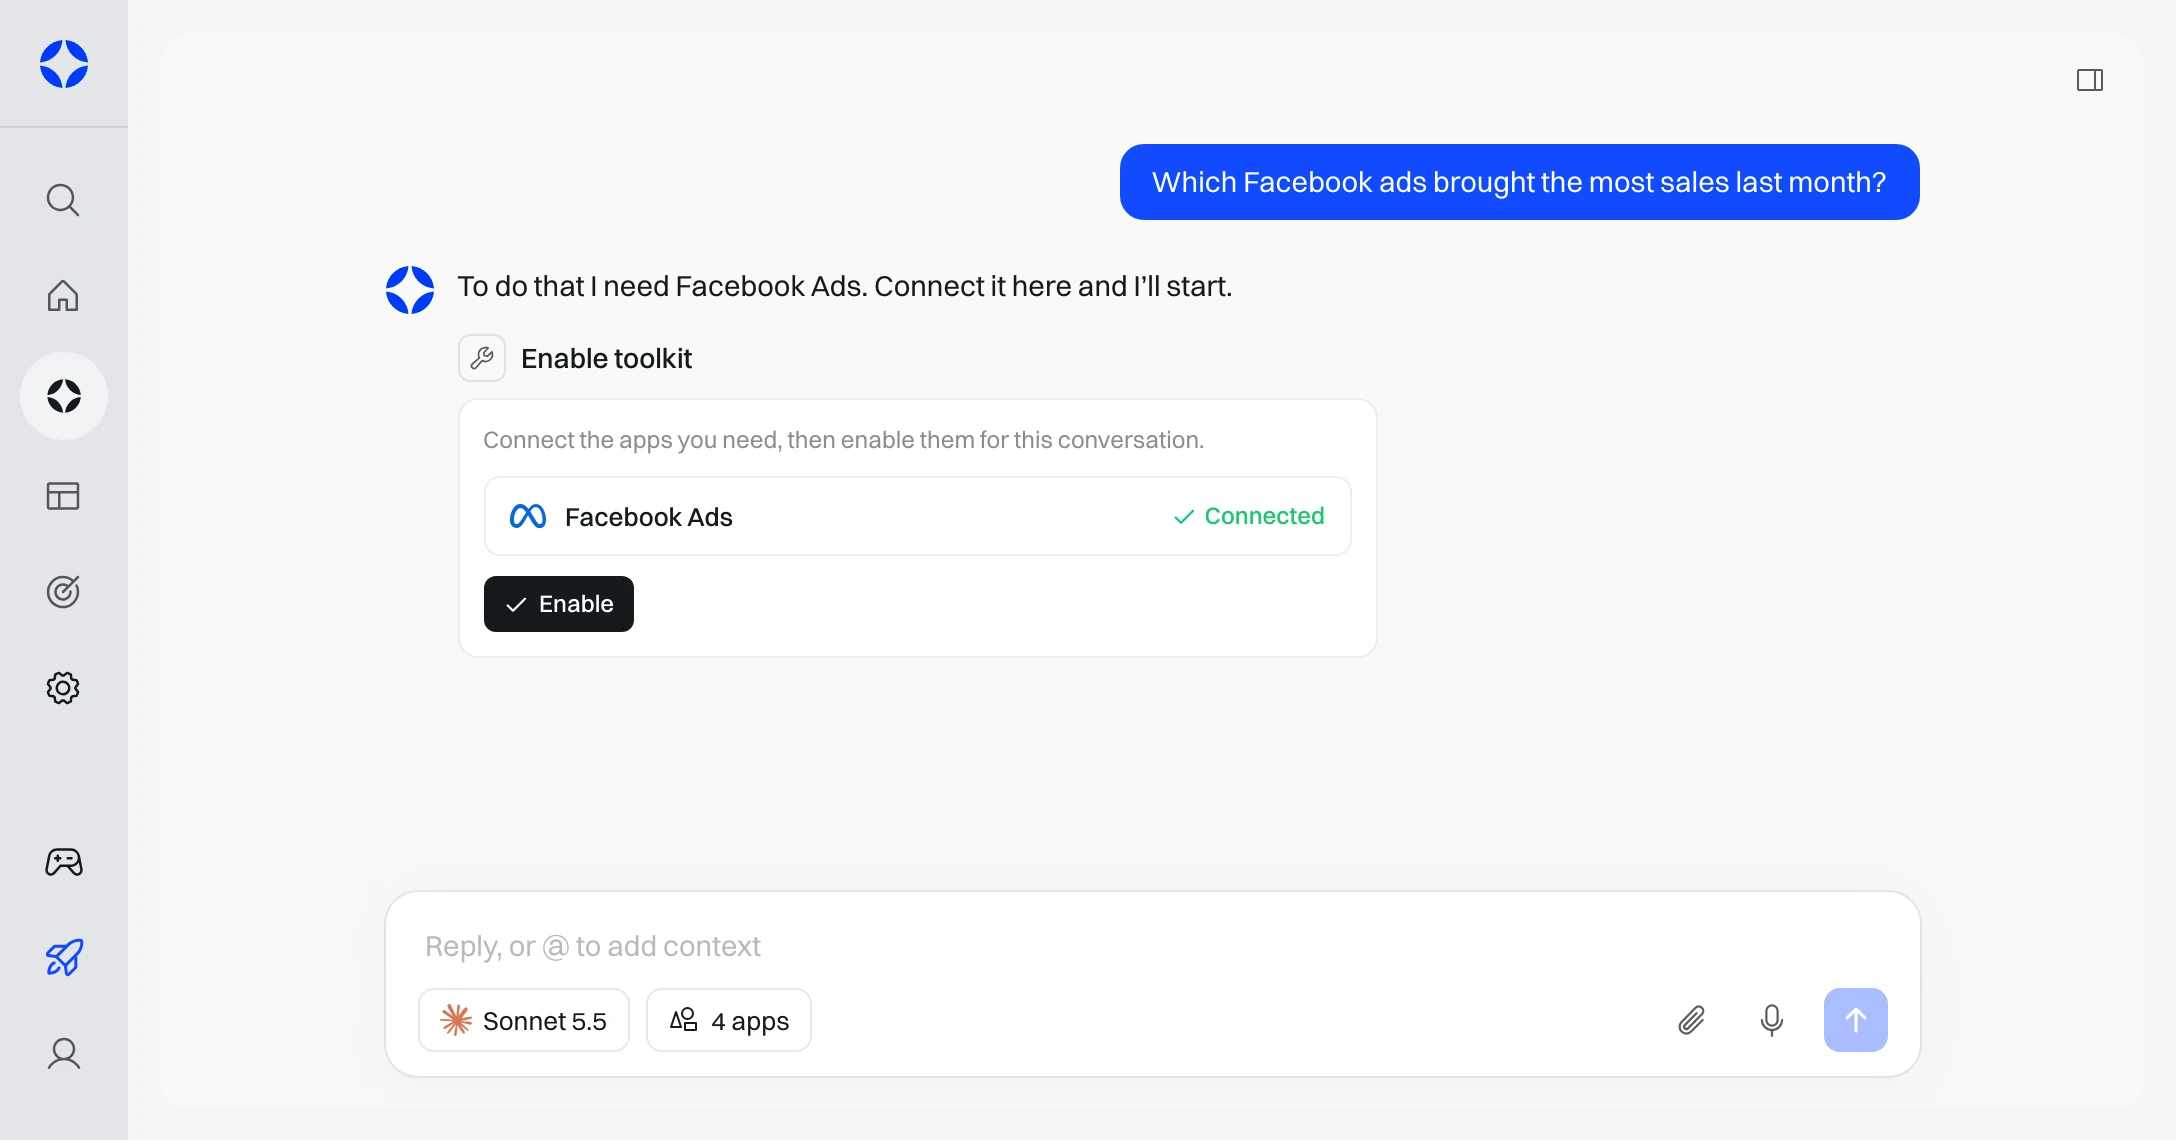 Which Facebook ads brought the most sales last month?
To do that I need Facebook Ads. Connect it here and I’ll start.
Enable toolkit
Connect the apps you need, then enable them for this conversation.
Facebook Ads
Connected
Enable
Reply, or @ to add context
Sonnet 5.5
4 apps